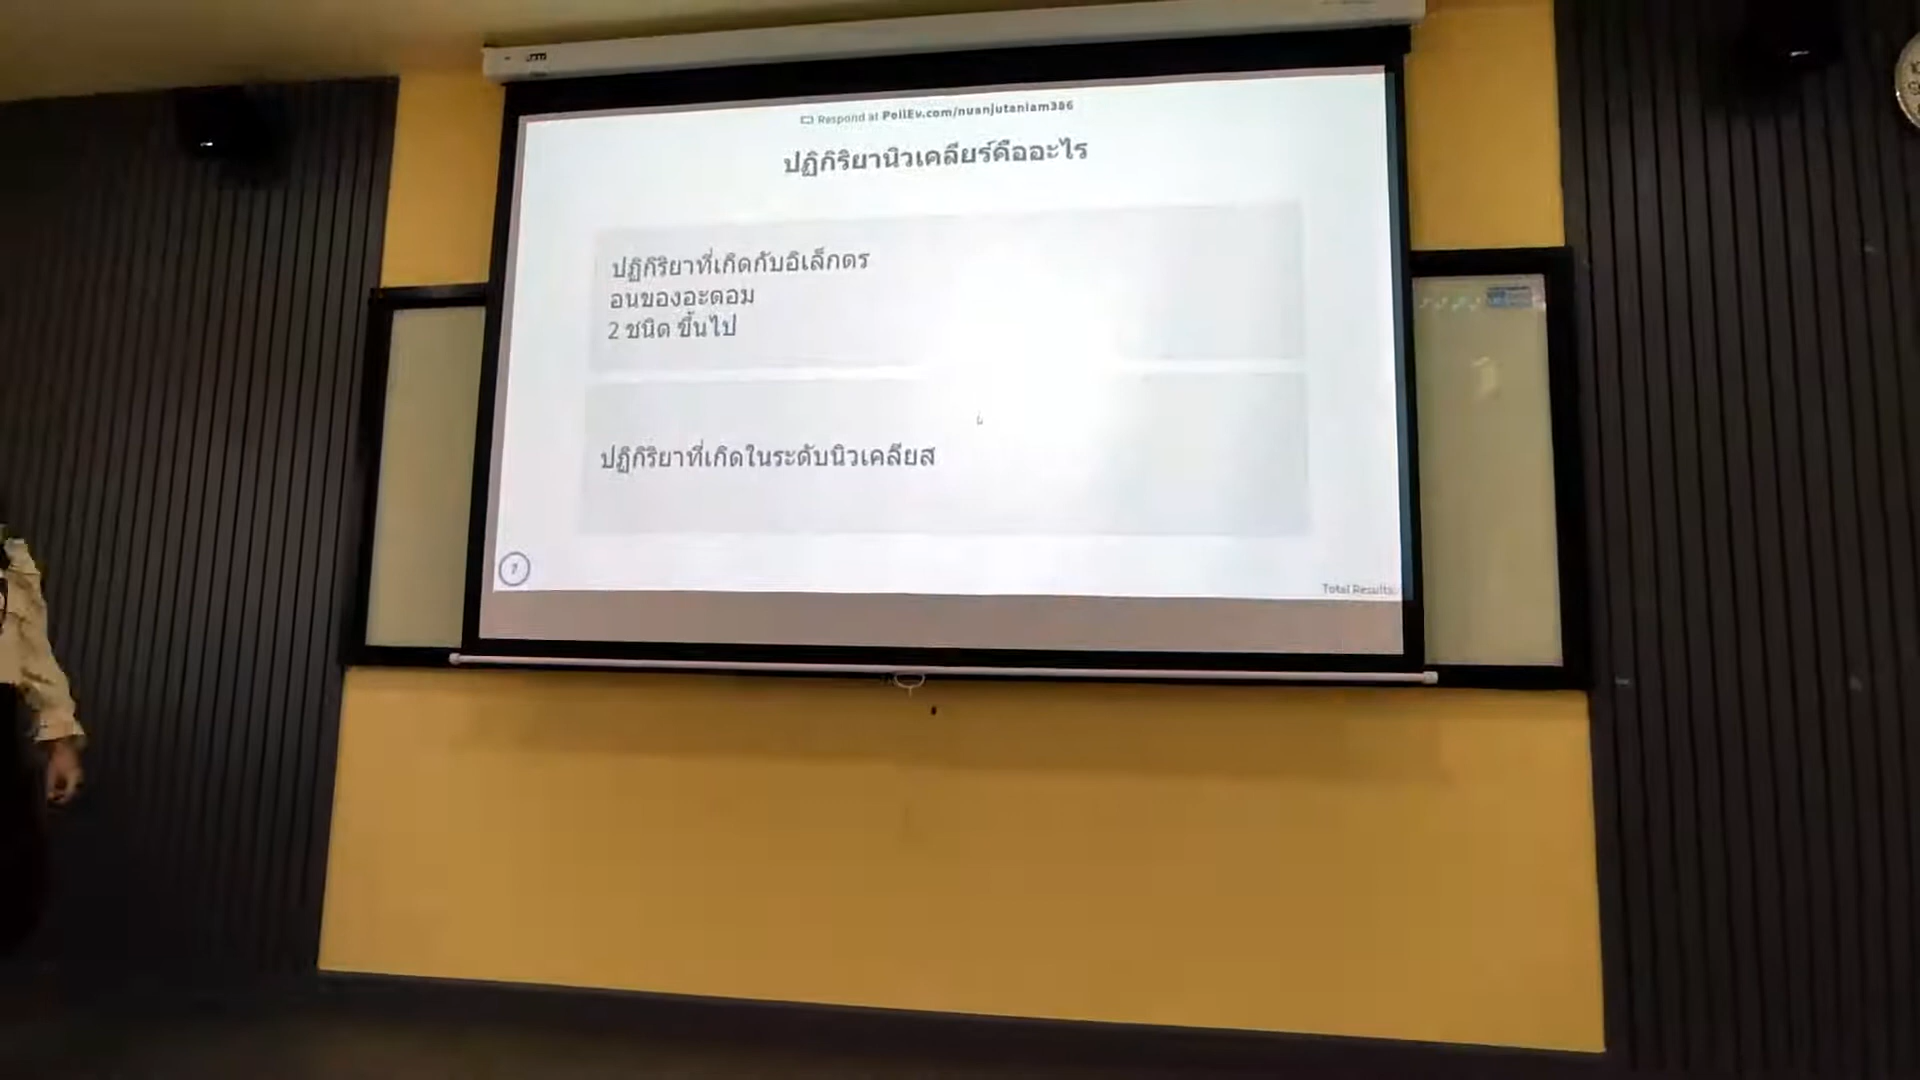 Respond at PollEv.com/nuanjutaniam386
ปฏิกิริยานิวเคลียร์คืออะไร
ปฏิกิริยาที่เกิดกับอิเล็กตร
อนของอะตอม
2 ชนิด ขึ้นไป
ปฏิกิริยาที่เกิดในระดับนิวเคลียส
Total Results